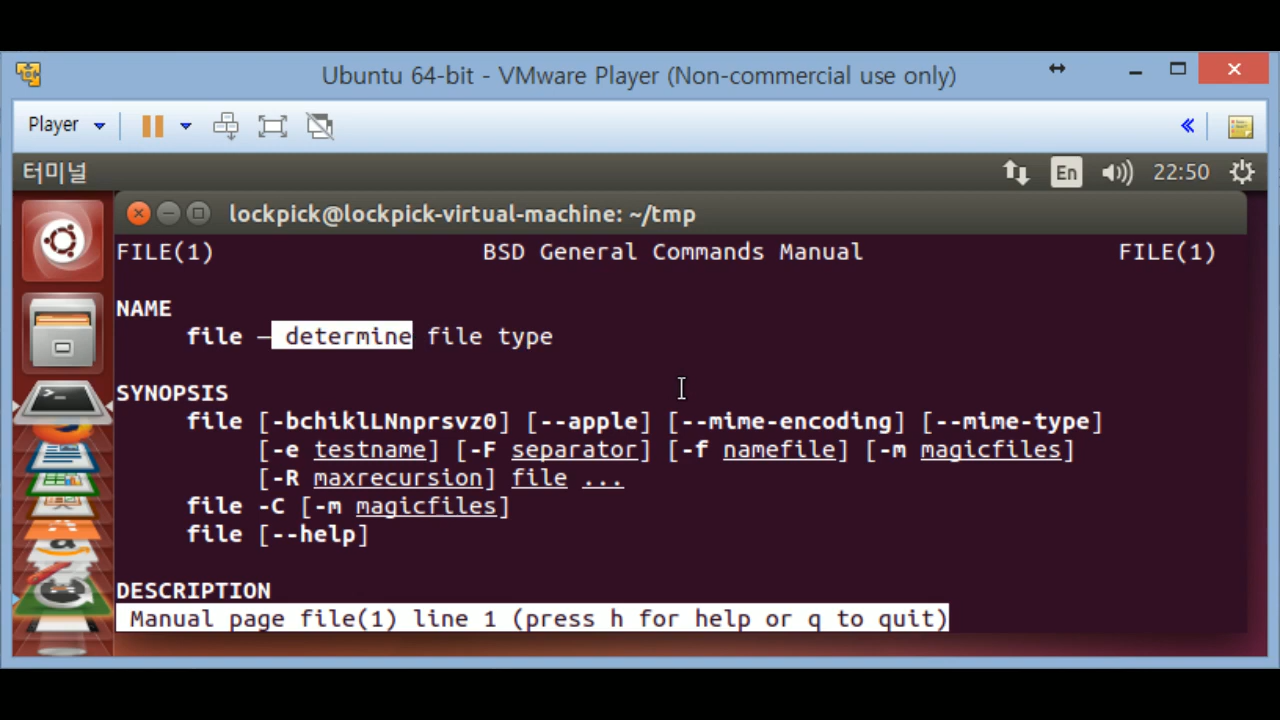 Ubuntu 64-bit - VMware Player (Non-commercial use only)
Player
터미널 En 22:50
lockpick@lockpick-virtual-machine: ~/tmp
FILE(1) BSD General Commands Manual FILE(1)
NAME
file — determine file type
SYNOPSIS
file [-bchiklLNnprsvz0] [--apple] [--mime-encoding] [--mime-type]
[-e testname] [-F separator] [-f namefile] [-m magicfiles]
[-R maxrecursion] file ...
file -C [-m magicfiles]
file [--help]
DESCRIPTION
Manual page file(1) line 1 (press h for help or q to quit)